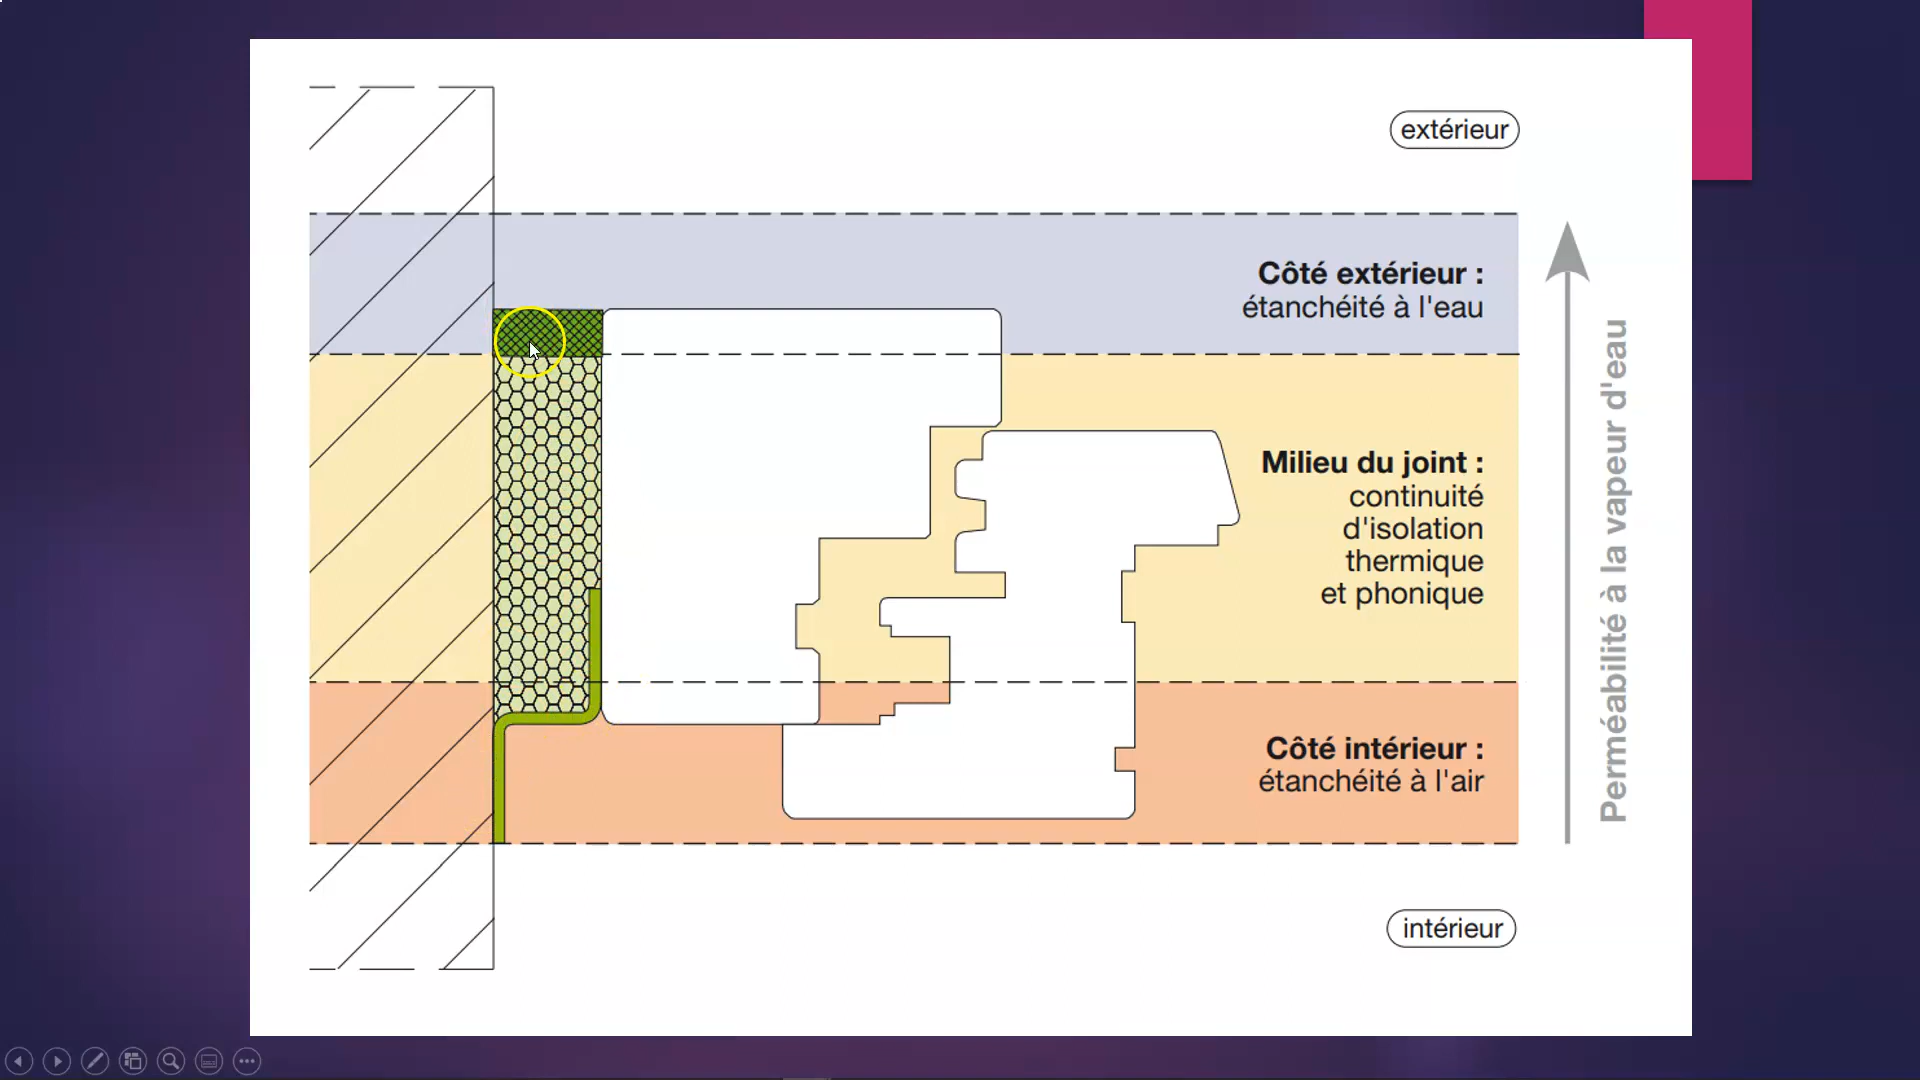 extérieur
Côté extérieur :
étanchéité à l'eau
Milieu du joint :
continuité
d'isolation
thermique
et phonique
Côté intérieur :
étanchéité à l'air
Perméabilité à la vapeur d'eau
intérieur